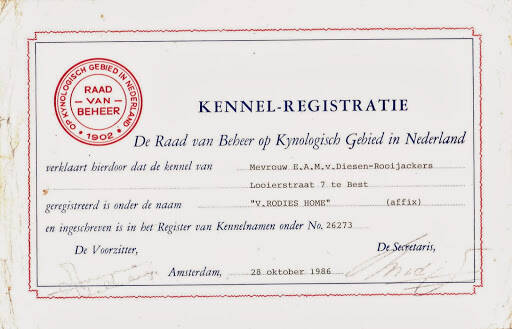 OP KYNOLOGISCH GEBIED IN NEDERLAND
RAAD
VAN
BEHEER
1902
KENNEL-REGISTRATIE
De Raad van Beheer op Kynologisch Gebied in Nederland
verklaart hierdoor dat de kennel van Mevrouw E.A.M.v.Diesen-Rooijackers
Looierstraat 7 te Best
geregistreerd is onder de naam "V.RODIES HOME" (affix)
en ingeschreven is in het Register van Kennelnamen onder No. 26273
De Voorzitter, De Secretaris,
Amsterdam, 28 oktober 1986